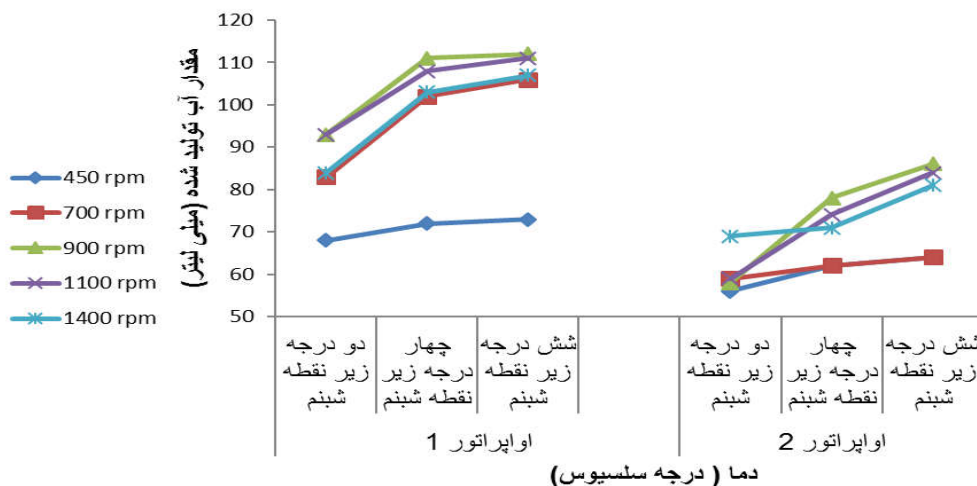 مقدار آب تولید شده (میلی لیتر)
120
110
100
90
80
70
60
50
450 rpm
700 rpm
900 rpm
1100 rpm
1400 rpm
دو درجه
زیر نقطه
شبنم
چهار
درجه زیر
نقطه شبنم
شش درجه
زیر نقطه
شبنم
دو درجه
زیر نقطه
شبنم
چهار
درجه زیر
نقطه شبنم
شش درجه
زیر نقطه
شبنم
اواپراتور 1
اواپراتور 2
دما ( درجه سلسیوس)